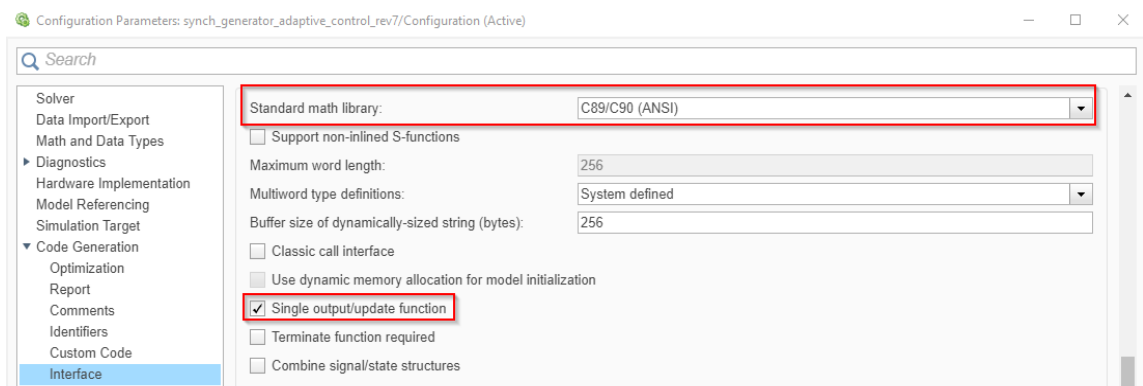 Configuration Parameters: synch_generator_adaptive_control_rev7/Configuration (Active)
Search
Solver
Data Import/Export
Math and Data Types
Diagnostics
Hardware Implementation
Model Referencing
Simulation Target
Code Generation
Optimization
Report
Comments
Identifiers
Custom Code
Interface
Standard math library: C89/C90 (ANSI)
Support non-inlined S-functions
Maximum word length: 256
Multiword type definitions: System defined
Buffer size of dynamically-sized string (bytes): 256
Classic call interface
Use dynamic memory allocation for model initialization
Single output/update function
Terminate function required
Combine signal/state structures